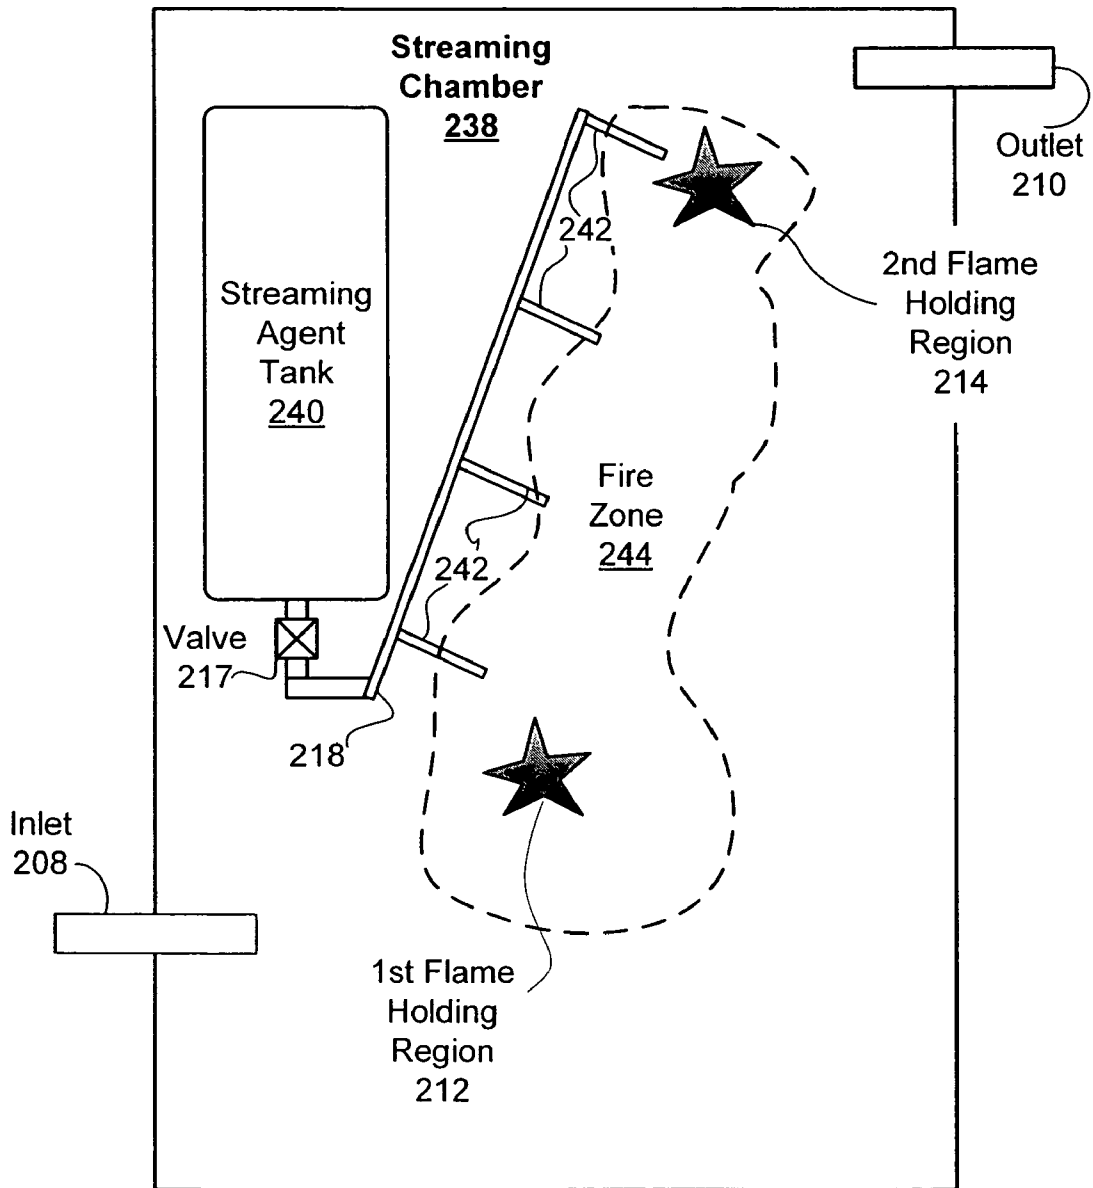 Streaming
Chamber
238
Outlet
210
242
2nd Flame
Holding
Region
214
Streaming
Agent
Tank
240
Fire
Zone
244
242
Valve
217
218
Inlet
208
1st Flame
Holding
Region
212